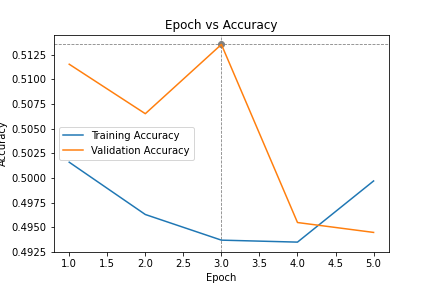 Epoch vs Accuracy
Accuracy
0.5125
0.5100
0.5075
0.5050
0.5025
0.5000
0.4975
0.4950
0.4925
Training Accuracy
Validation Accuracy
1.0 1.5 2.0 2.5 3.0 3.5 4.0 4.5 5.0
Epoch